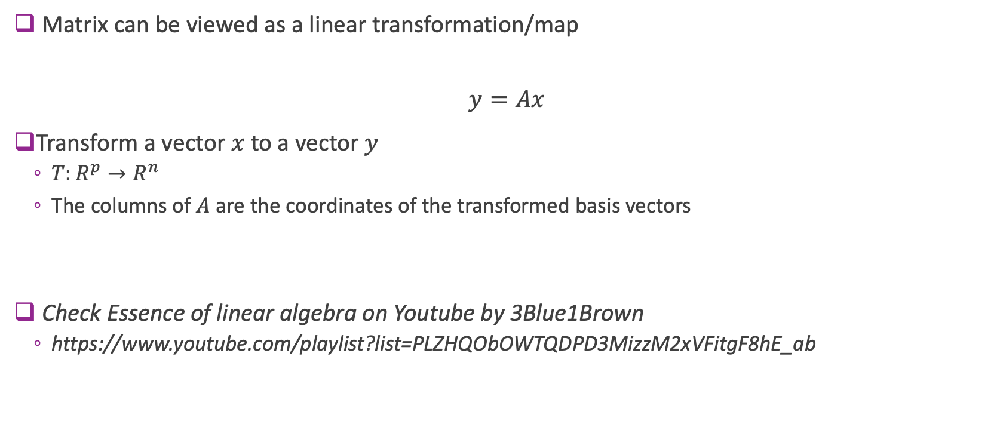 ❑ Matrix can be viewed as a linear transformation/map
y = Ax
❑Transform a vector x to a vector y
◦ T: Rᵖ → Rⁿ
◦ The columns of A are the coordinates of the transformed basis vectors
❑ Check Essence of linear algebra on Youtube by 3Blue1Brown
◦ https://www.youtube.com/playlist?list=PLZHQObOWTQDPD3MizzM2xVFitgF8hE_ab